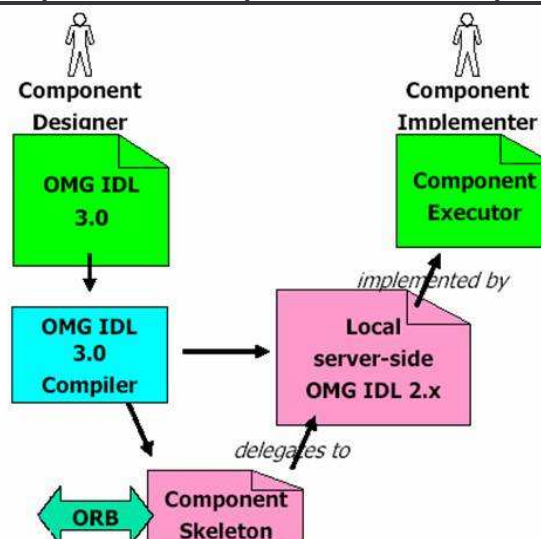 Component
Designer
Component
Implementer
OMG IDL
3.0
Component
Executor
implemented by
OMG IDL
3.0
Compiler
Local
server-side
OMG IDL 2.x
delegates to
ORB
Component
Skeleton